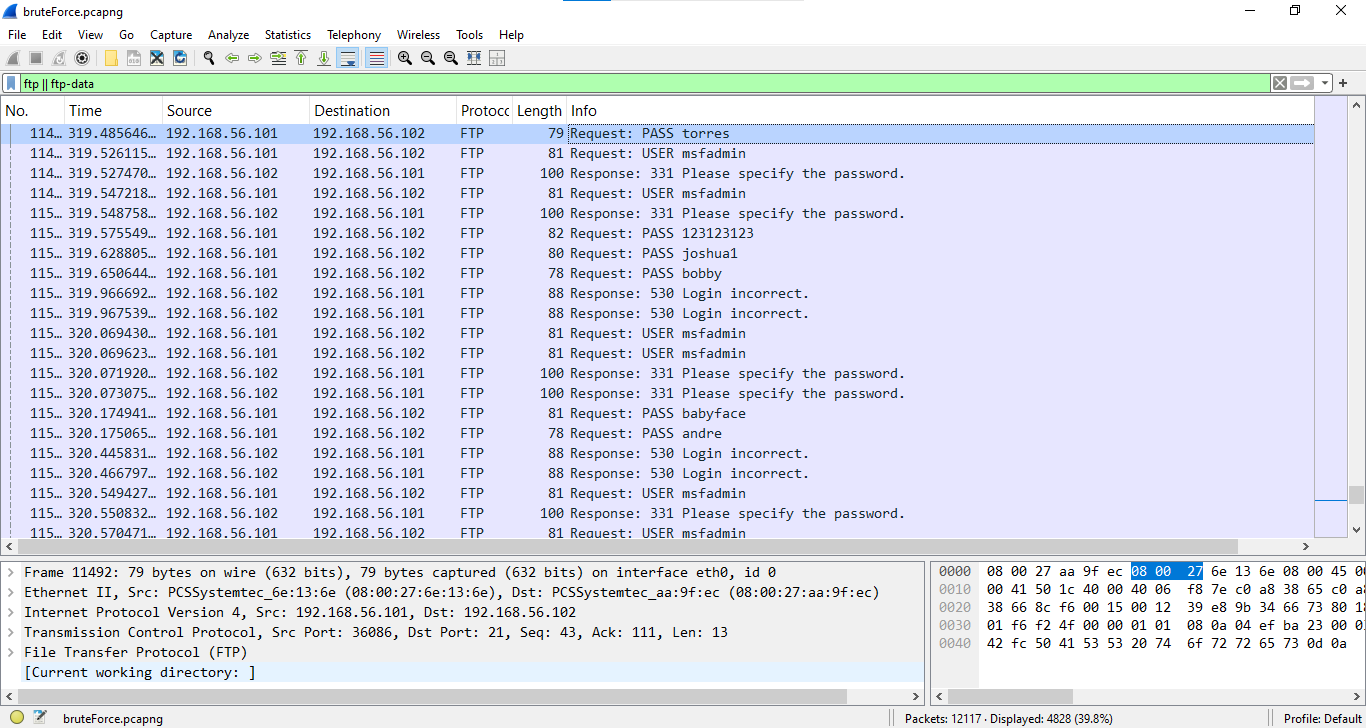 bruteForce.pcapng
File Edit View Go Capture Analyze Statistics Telephony Wireless Tools Help
ftp || ftp-data
No. Time Source Destination Protocc Length Info
114… 319.485646… 192.168.56.101 192.168.56.102 FTP 79 Request: PASS torres
114… 319.526115… 192.168.56.101 192.168.56.102 FTP 81 Request: USER msfadmin
114… 319.527470… 192.168.56.102 192.168.56.101 FTP 100 Response: 331 Please specify the password.
114… 319.547218… 192.168.56.101 192.168.56.102 FTP 81 Request: USER msfadmin
115… 319.548758… 192.168.56.102 192.168.56.101 FTP 100 Response: 331 Please specify the password.
115… 319.575549… 192.168.56.101 192.168.56.102 FTP 82 Request: PASS 123123123
115… 319.628805… 192.168.56.101 192.168.56.102 FTP 80 Request: PASS joshua1
115… 319.650644… 192.168.56.101 192.168.56.102 FTP 78 Request: PASS bobby
115… 319.966692… 192.168.56.102 192.168.56.101 FTP 88 Response: 530 Login incorrect.
115… 319.967539… 192.168.56.102 192.168.56.101 FTP 88 Response: 530 Login incorrect.
115… 320.069430… 192.168.56.101 192.168.56.102 FTP 81 Request: USER msfadmin
115… 320.069623… 192.168.56.101 192.168.56.102 FTP 81 Request: USER msfadmin
115… 320.071920… 192.168.56.102 192.168.56.101 FTP 100 Response: 331 Please specify the password.
115… 320.073075… 192.168.56.102 192.168.56.101 FTP 100 Response: 331 Please specify the password.
115… 320.174941… 192.168.56.101 192.168.56.102 FTP 81 Request: PASS babyface
115… 320.175065… 192.168.56.101 192.168.56.102 FTP 78 Request: PASS andre
115… 320.445831… 192.168.56.102 192.168.56.101 FTP 88 Response: 530 Login incorrect.
115… 320.466797… 192.168.56.102 192.168.56.101 FTP 88 Response: 530 Login incorrect.
115… 320.549427… 192.168.56.101 192.168.56.102 FTP 81 Request: USER msfadmin
115… 320.550832… 192.168.56.102 192.168.56.101 FTP 100 Response: 331 Please specify the password.
115… 320.570471… 192.168.56.101 192.168.56.102 FTP 81 Request: USER msfadmin
Frame 11492: 79 bytes on wire (632 bits), 79 bytes captured (632 bits) on interface eth0, id 0
Ethernet II, Src: PCSSystemtec_6e:13:6e (08:00:27:6e:13:6e), Dst: PCSSystemtec_aa:9f:ec (08:00:27:aa:9f:ec)
Internet Protocol Version 4, Src: 192.168.56.101, Dst: 192.168.56.102
Transmission Control Protocol, Src Port: 36086, Dst Port: 21, Seq: 43, Ack: 111, Len: 13
File Transfer Protocol (FTP)
[Current working directory: ]
0000 08 00 27 aa 9f ec 08 00 27 6e 13 6e 08 00 45 00
0010 00 41 50 1c 40 00 40 06 f8 7e c0 a8 38 65 c0 a8
0020 38 66 8c f6 00 15 00 12 39 e8 9b 34 66 73 80 18
0030 01 f6 f2 4f 00 00 01 01 08 0a 04 ef ba 23 00 0
0040 42 fc 50 41 53 53 20 74 6f 72 72 65 73 0d 0a
bruteForce.pcapng
Packets: 12117 · Displayed: 4828 (39.8%)
Profile: Default